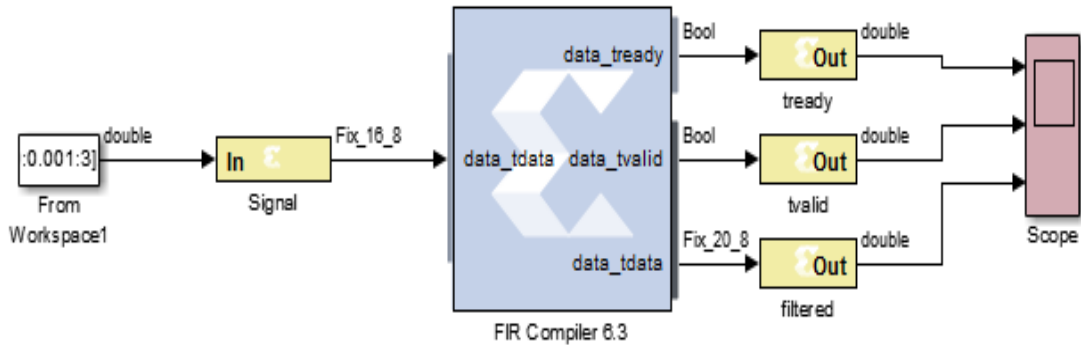 :0.001:3]
double
From
Workspace1
In
Signal
Fix_16_8
data_tdata
data_tready
data_tvalid
data_tdata
FIR Compiler 6.3
Bool
Out
double
tready
Bool
Out
double
tvalid
Fix_20_8
Out
double
filtered
Scope